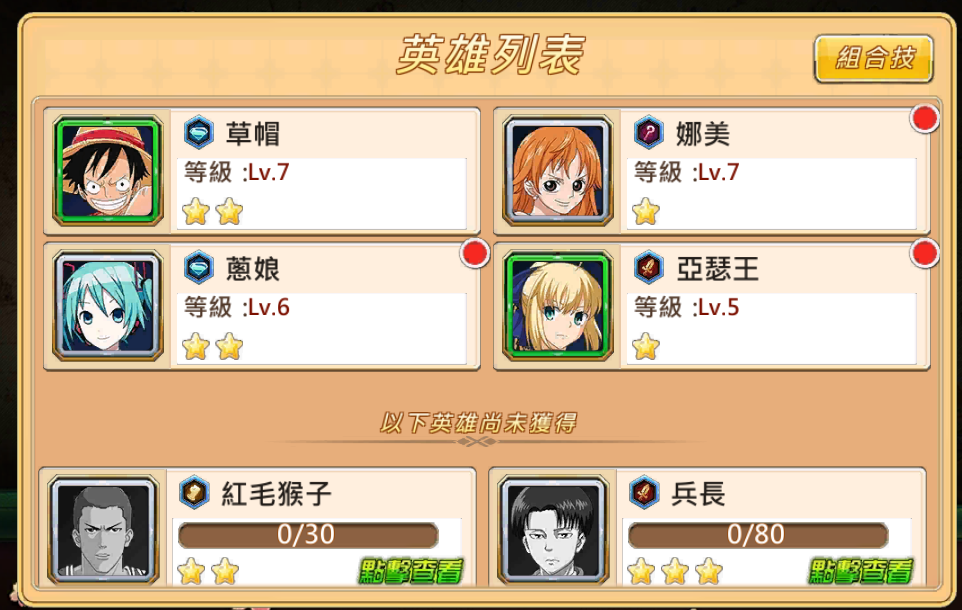 英雄列表
組合技
草帽
等級 :Lv.7
娜美
等級 :Lv.7
蔥娘
等級 :Lv.6
亞瑟王
等級 :Lv.5
以下英雄尚未獲得
紅毛猴子
0/30
點擊查看
兵長
0/80
點擊查看